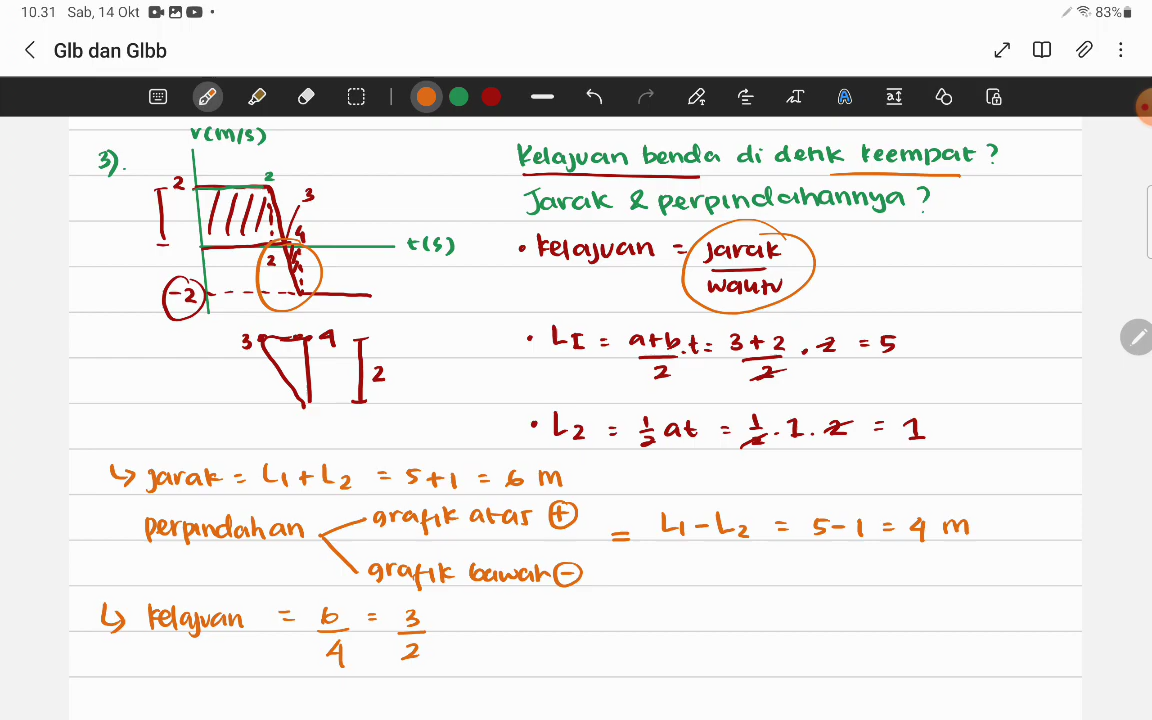 10.31 Sab, 14 Okt 83%
Glb dan Glbb
3).
v(m/s)
2
2
3
4
2
t(s)
-2
3 4
2
Kelajuan benda di detik keempat?
Jarak & perpindahannya?
• kelajuan = jarak / waktu
• L1 = a+b/2 . t = 3+2/2 . 2 = 5
• L2 = 1/2 at = 1/2 . 1 . 2 = 1
↳ jarak = L1 + L2 = 5+1 = 6 m
perpindahan grafik atas + = L1 - L2 = 5-1 = 4 m
grafik bawah -
↳ kelajuan = 6/4 = 3/2